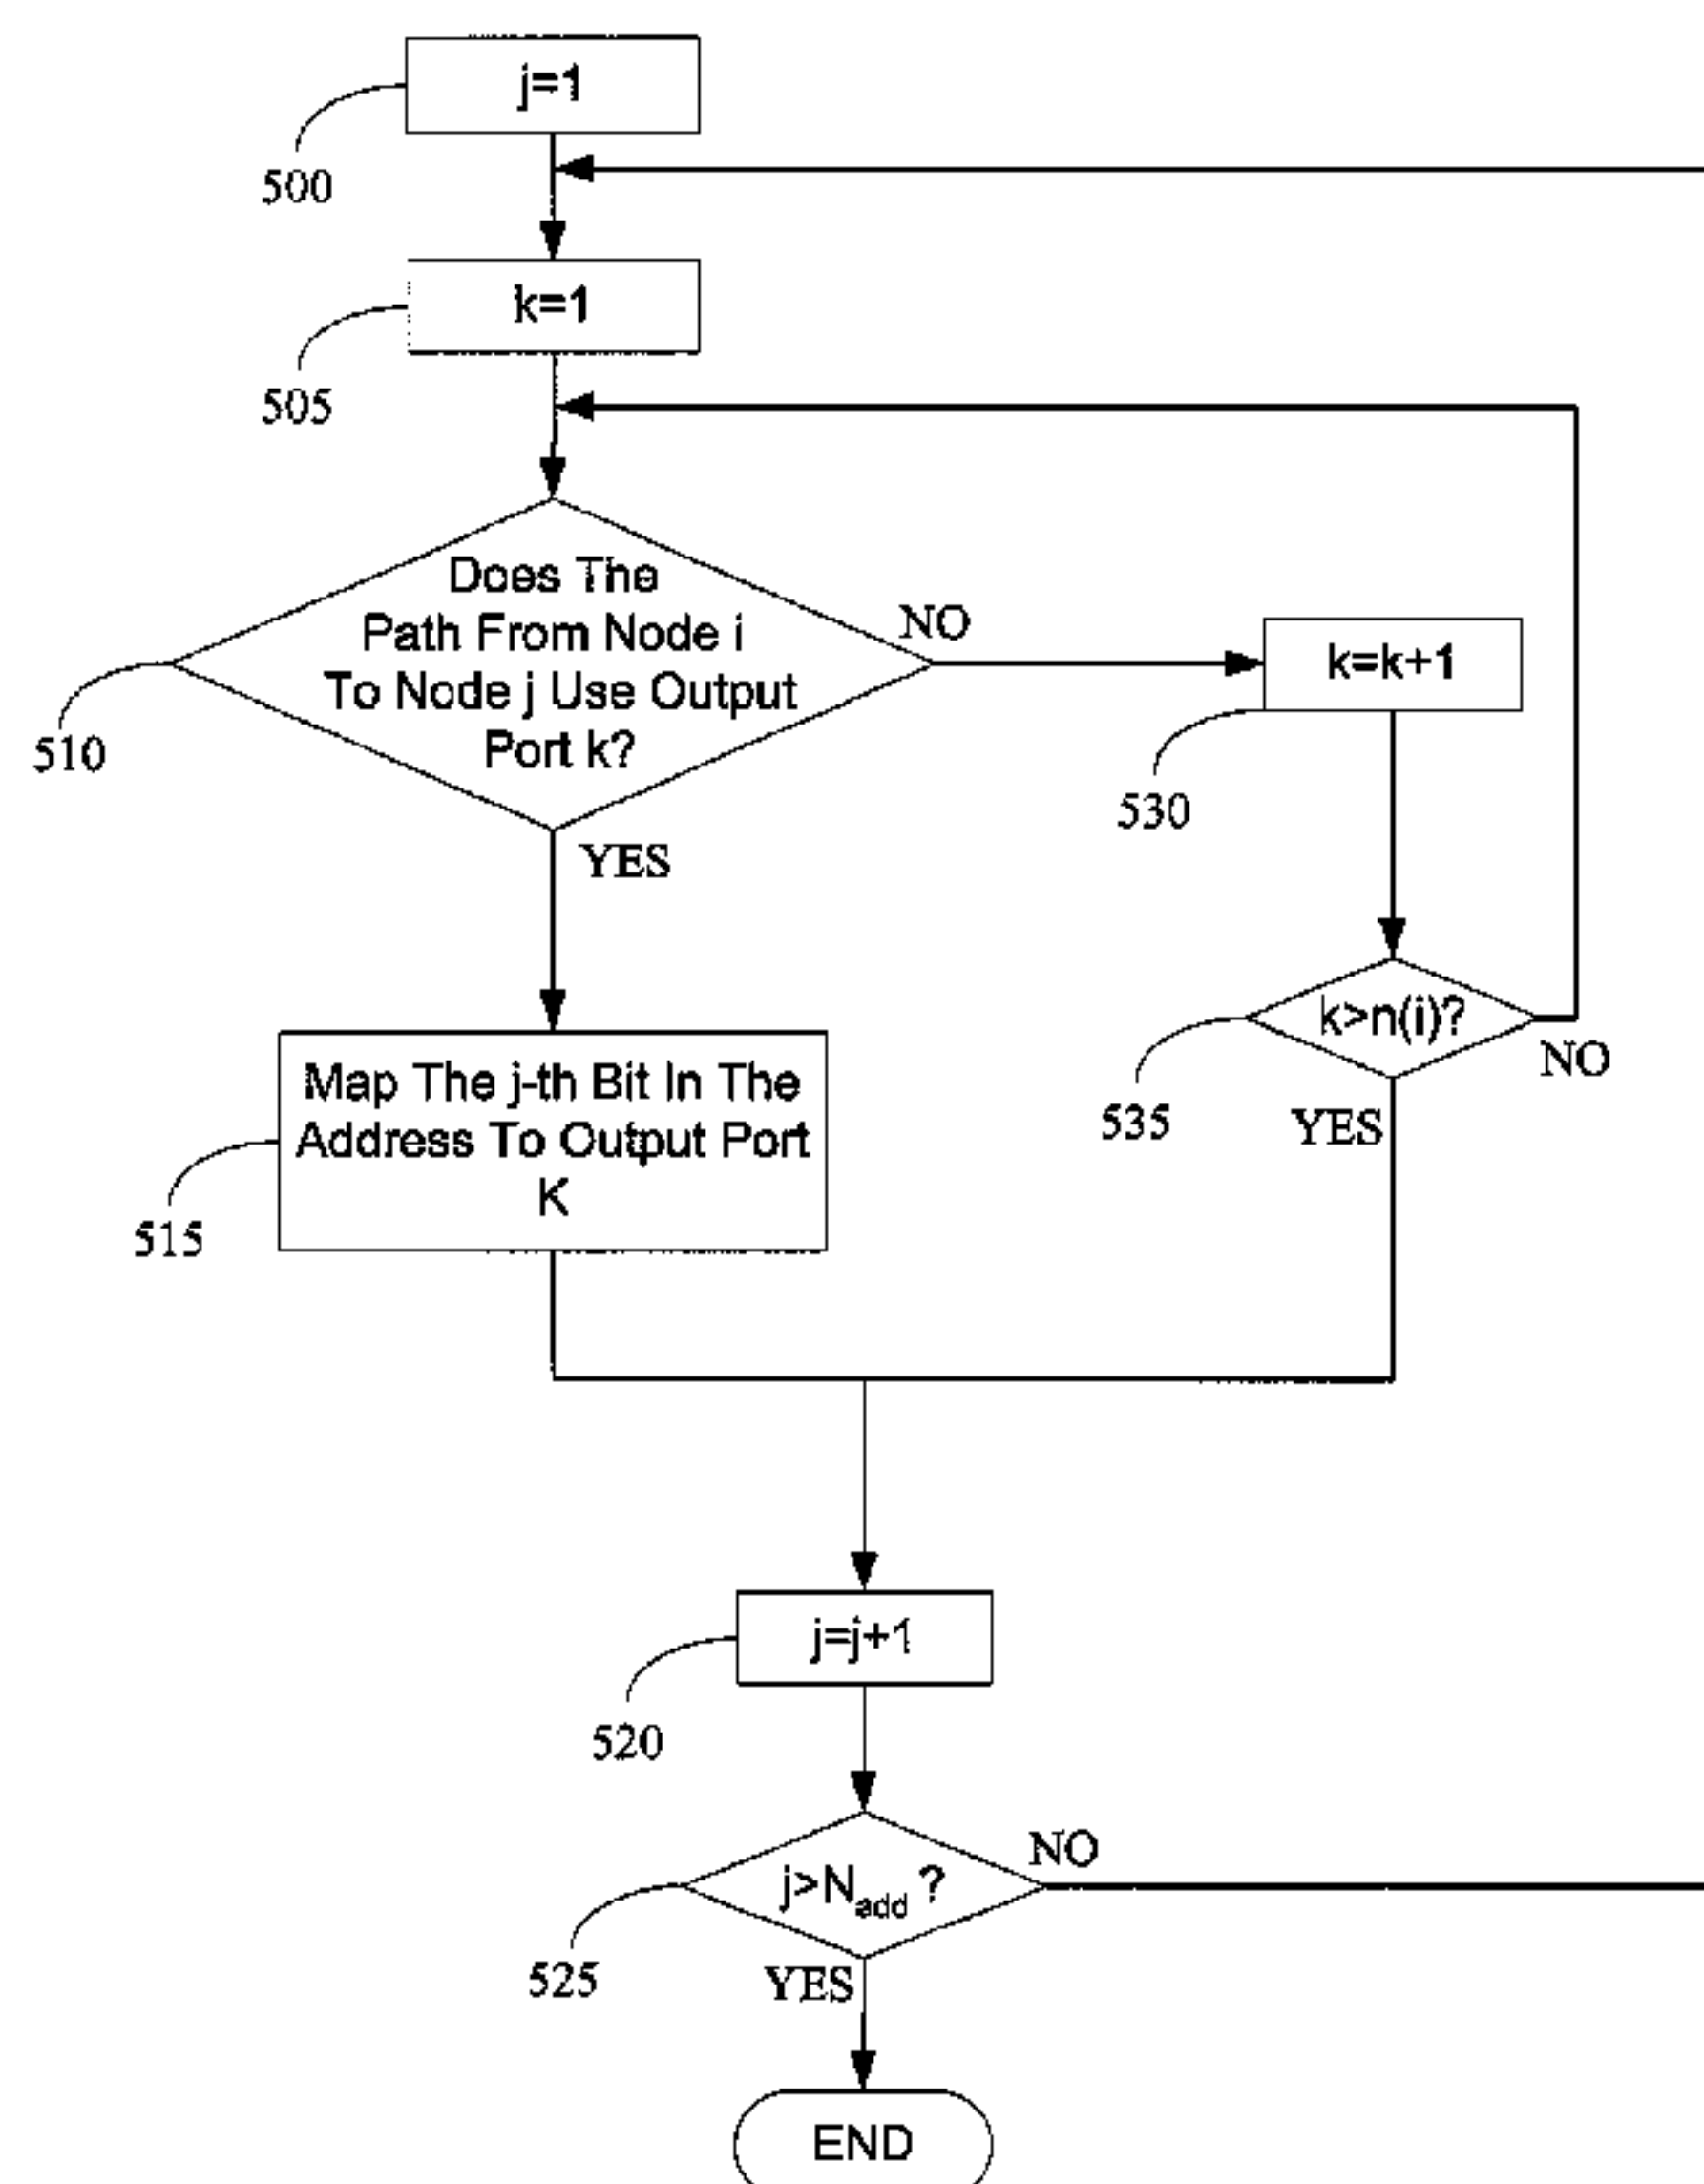 j=1
500
k=1
505
Does The
Path From Node i
To Node j Use Output
Port k?
510
NO
k=k+1
530
YES
k>n(i)?
535
NO
YES
Map The j-th Bit In The
Address To Output Port
K
515
j=j+1
520
j>Nadd ?
NO
525
YES
END